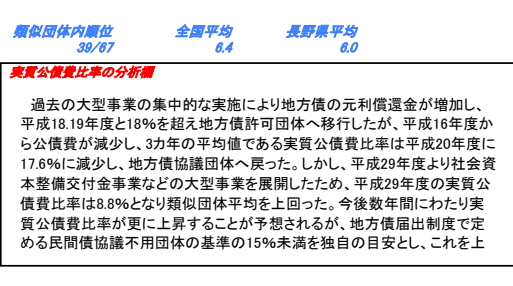 類似団体内順位 全国平均 長野県平均
39/67 6.4 6.0
実質公債費比率の分析欄
過去の大型事業の集中的な実施により地方債の元利償還金が増加し、
平成18.19年度と18%を超え地方債許可団体へ移行したが、平成16年度か
ら公債費が減少し、3カ年の平均値である実質公債費比率は平成20年度に
17.6%に減少し、地方債協議団体へ戻った。しかし、平成29年度より社会資
本整備交付金事業などの大型事業を展開したため、平成29年度の実質公
債費比率は8.8%となり類似団体平均を上回った。今後数年間にわたり実
質公債費比率が更に上昇することが予想されるが、地方債届出制度で定
める民間債協議不用団体の基準の15%未満を独自の目安とし、これを上